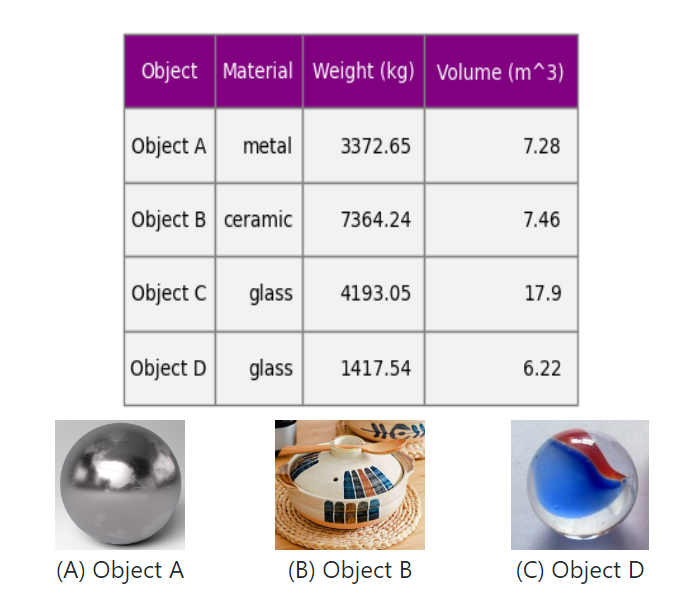 Object Material Weight (kg) Volume (m^3)
Object A metal 3372.65 7.28
Object B ceramic 7364.24 7.46
Object C glass 4193.05 17.9
Object D glass 1417.54 6.22
(A) Object A (B) Object B (C) Object D